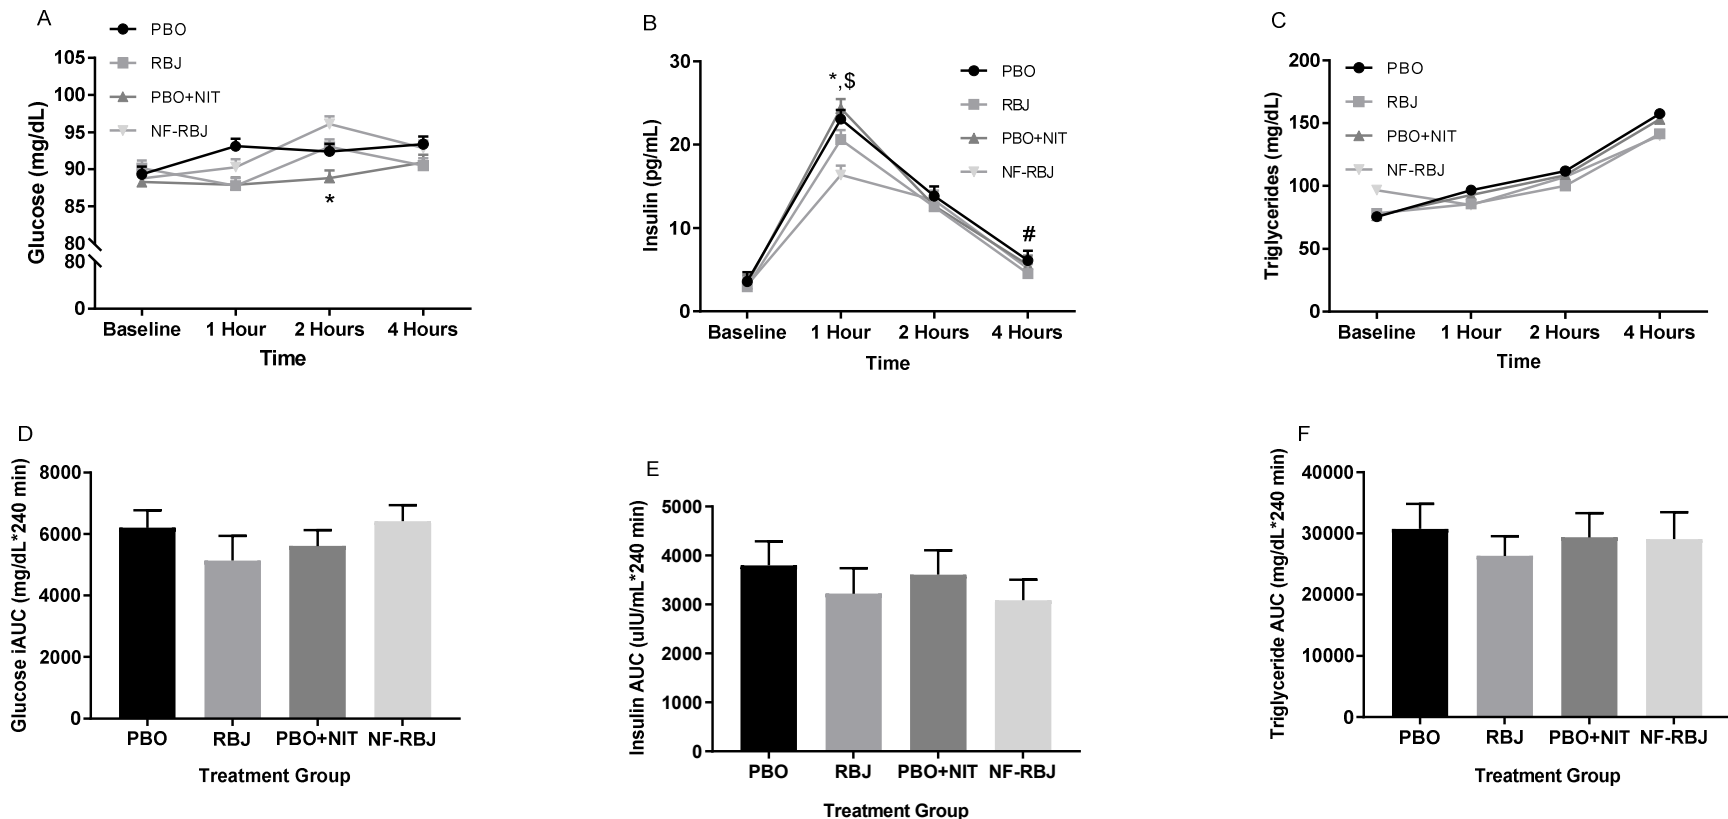 A
PBO
RBJ
PBO+NIT
NF-RBJ
Glucose (mg/dL)
105
100
95
90
85
80
80
0
*
Baseline
1 Hour
2 Hours
4 Hours
Time
B
PBO
RBJ
PBO+NIT
NF-RBJ
Insulin (pg/mL)
30
20
10
0
*,$
#
Baseline
1 Hour
2 Hours
4 Hours
Time
C
PBO
RBJ
PBO+NIT
NF-RBJ
Triglycerides (mg/dL)
200
150
100
50
0
Baseline
1 Hour
2 Hours
4 Hours
Time
D
Glucose iAUC (mg/dL*240 min)
8000
6000
4000
2000
0
PBO
RBJ
PBO+NIT
NF-RBJ
Treatment Group
E
Insulin AUC (uIU/mL*240 min)
5000
4000
3000
2000
1000
0
PBO
RBJ
PBO+NIT
NF-RBJ
Treatment Group
F
Triglyceride AUC (mg/dL*240 min)
40000
30000
20000
10000
0
PBO
RBJ
PBO+NIT
NF-RBJ
Treatment Group